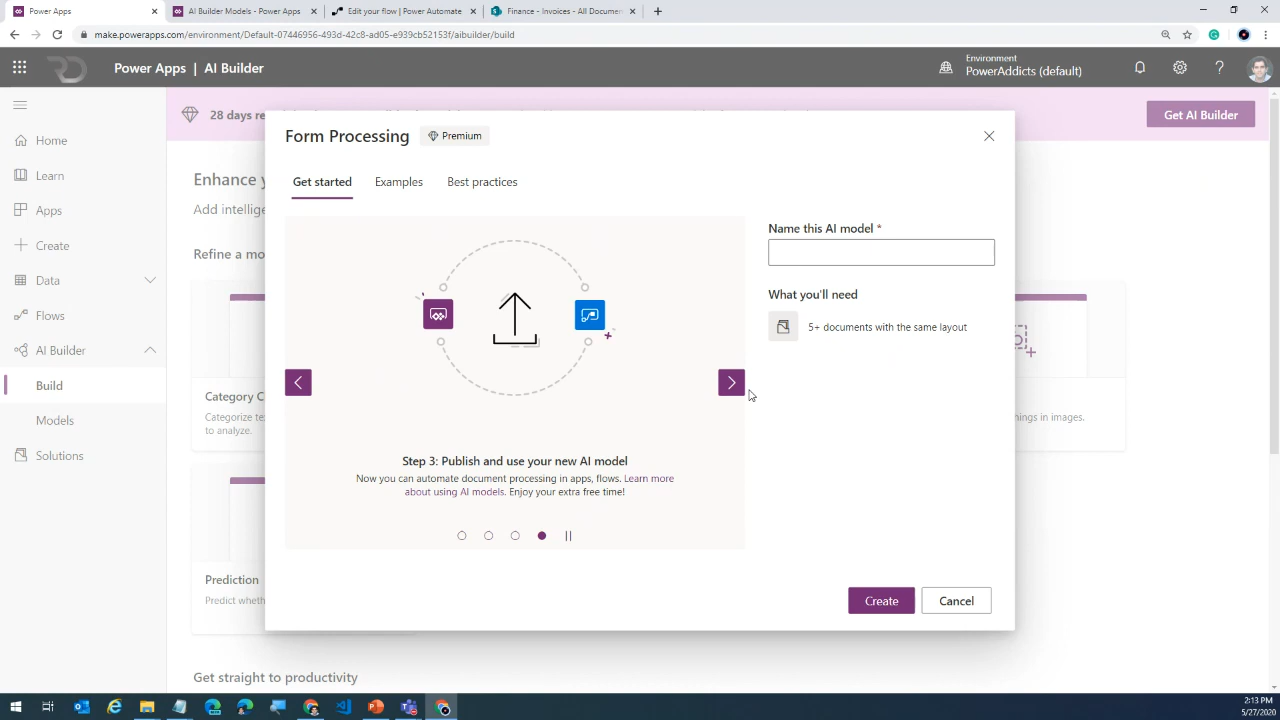 Power Apps
AI Builder Models - Power Apps
Edit your flow | Power Automate
Finance - Invoices - All Documen
make.powerapps.com/environment/Default-07446956-493d-42c8-ad05-e939cb52153f/aibuilder/build
Power Apps | AI Builder
Environment
PowerAddicts (default)
28 days re
Get AI Builder
Home
Learn
Apps
Create
Data
Flows
AI Builder
Build
Models
Solutions
Enhance y
Add intellige
Refine a mo
Category C
Categorize te
to analyze.
hings in images.
Prediction
Predict wheth
Get straight to productivity
Form Processing
Premium
Get started
Examples
Best practices
Step 3: Publish and use your new AI model
Now you can automate document processing in apps, flows. Learn more
about using AI models. Enjoy your extra free time!
Name this AI model *
What you'll need
5+ documents with the same layout
Create
Cancel
2:13 PM
5/27/2020